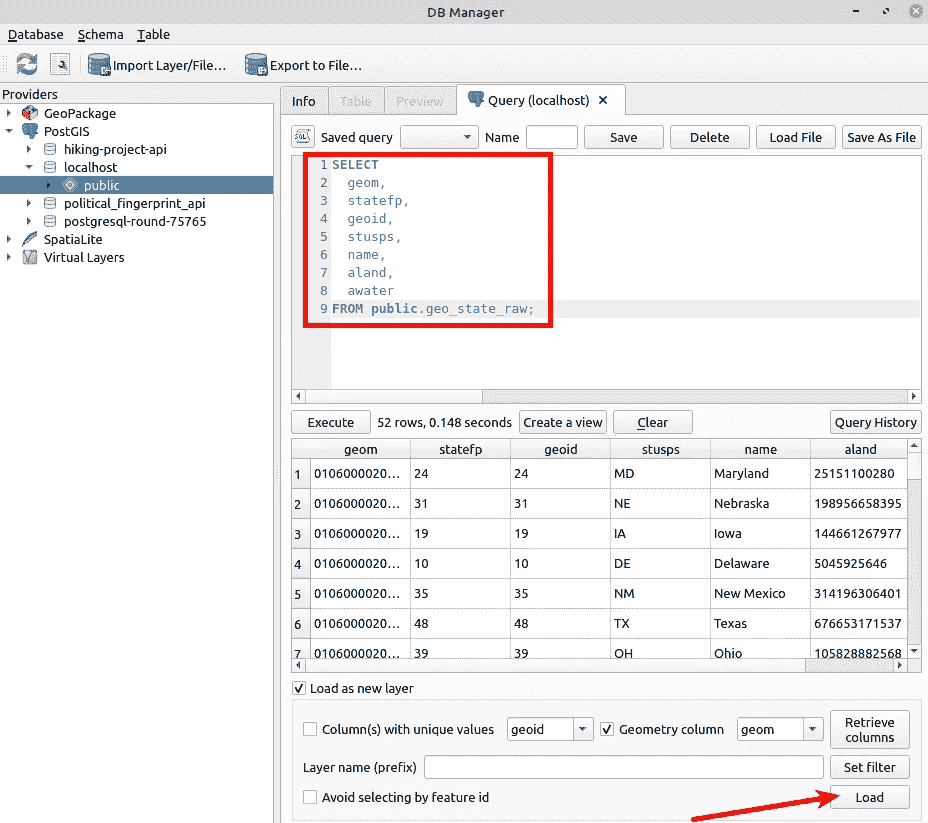 DB Manager
Database Schema Table
Import Layer/File... Export to File...
Providers
GeoPackage
PostGIS
hiking-project-api
localhost
public
political_fingerprint_api
postgresql-round-75765
SpatiaLite
Virtual Layers
Info Table Preview Query (localhost)
SQL Saved query Name Save Delete Load File Save As File
1 SELECT
2 geom,
3 statefp,
4 geoid,
5 stusps,
6 name,
7 aland,
8 awater
9 FROM public.geo_state_raw;
Execute 52 rows, 0.148 seconds Create a view Clear Query History
geom statefp geoid stusps name aland
1 0106000020... 24 24 MD Maryland 25151100280
2 0106000020... 31 31 NE Nebraska 198956658395
3 0106000020... 19 19 IA Iowa 144661267977
4 0106000020... 10 10 DE Delaware 5045925646
5 0106000020... 35 35 NM New Mexico 314196306401
6 0106000020... 48 48 TX Texas 676653171537
7 0106000020... 39 39 OH Ohio 105828882568
Load as new layer
Column(s) with unique values geoid Geometry column geom Retrieve columns
Layer name (prefix) Set filter
Avoid selecting by feature id Load